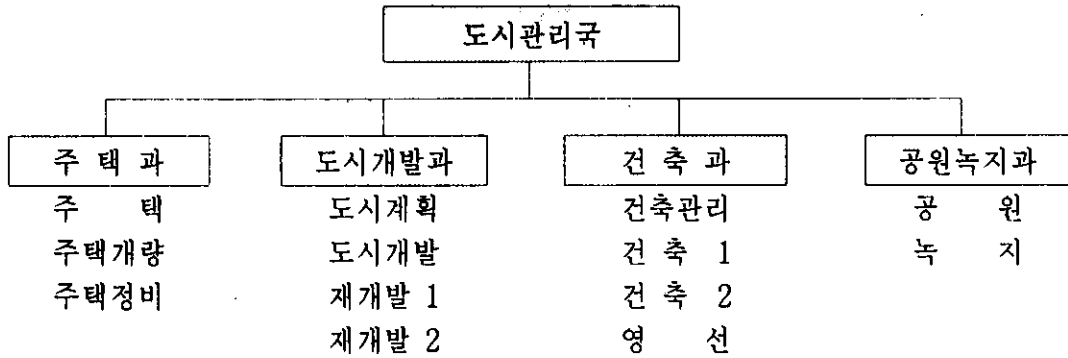 도시관리국
주 택 과 도시개발과 건 축 과 공원녹지과
주 택 도시계획 건축관리 공 원
주택개량 도시개발 건 축 1 녹 지
주택정비 재개발 1 건 축 2
재개발 2 영 선